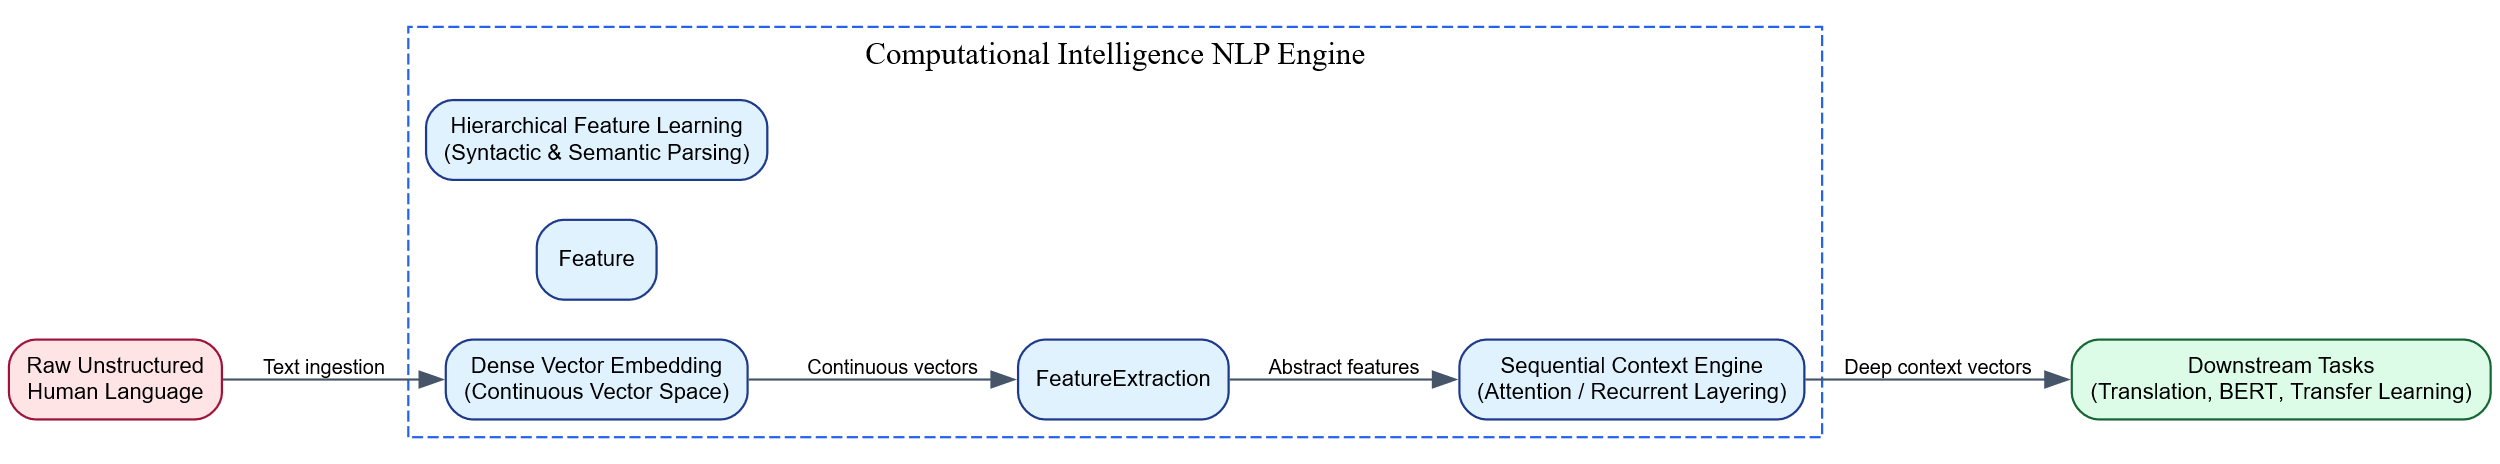 Computational Intelligence NLP Engine
Hierarchical Feature Learning
(Syntactic & Semantic Parsing)
Feature
Raw Unstructured
Human Language
Text ingestion
Dense Vector Embedding
(Continuous Vector Space)
Continuous vectors
FeatureExtraction
Abstract features
Sequential Context Engine
(Attention / Recurrent Layering)
Deep context vectors
Downstream Tasks
(Translation, BERT, Transfer Learning)